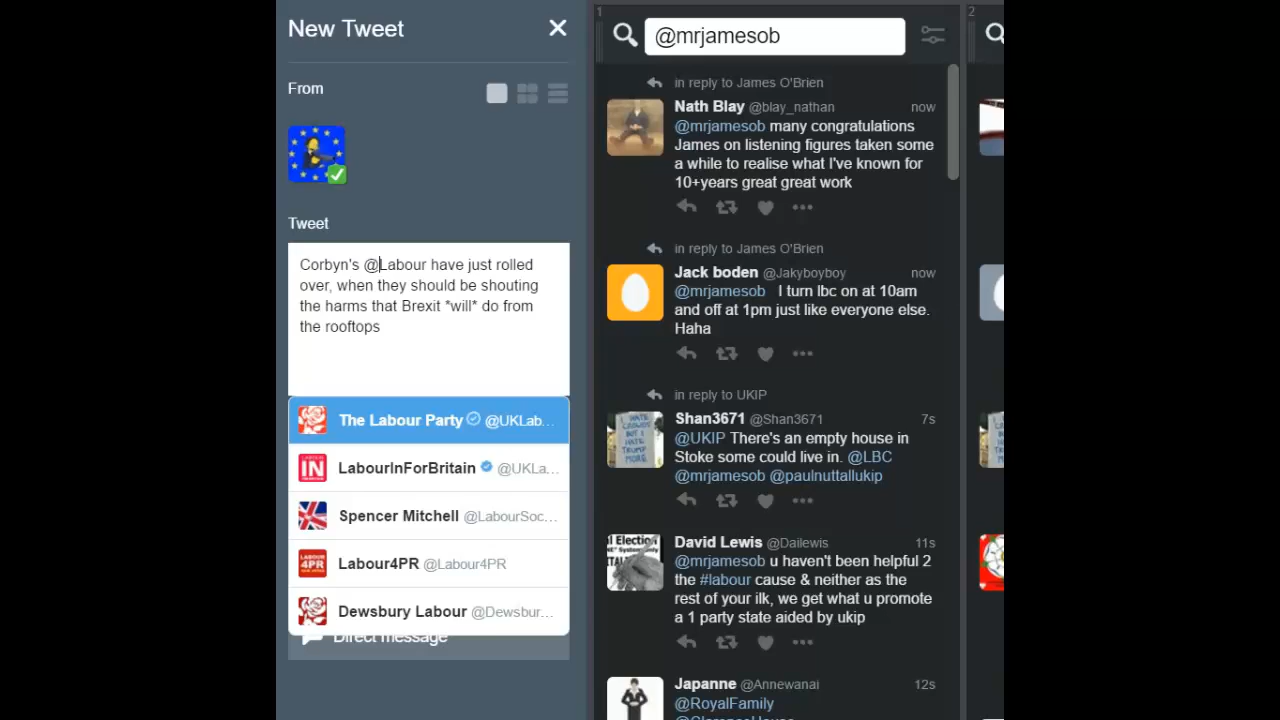 New Tweet
From
Tweet
Corbyn's @Labour have just rolled
over, when they should be shouting
the harms that Brexit *will* do from
the rooftops
The Labour Party @UKLab...
LabourInForBritain @UKLa...
Spencer Mitchell @LabourSoc...
Labour4PR @Labour4PR
Dewsbury Labour @Dewsbur...
Direct message
1
@mrjamesob
in reply to James O'Brien
Nath Blay @blay_nathan now
@mrjamesob many congratulations
James on listening figures taken some
a while to realise what I've known for
10+years great great work
in reply to James O'Brien
Jack boden @Jakyboyboy now
@mrjamesob I turn lbc on at 10am
and off at 1pm just like everyone else.
Haha
in reply to UKIP
Shan3671 @Shan3671 7s
@UKIP There's an empty house in
Stoke some could live in. @LBC
@mrjamesob @paulnuttallukip
David Lewis @Dailewis 11s
@mrjamesob u haven't been helpful 2
the #labour cause & neither as the
rest of your ilk, we get what u promote
a 1 party state aided by ukip
Japanne @Annewanai 12s
@RoyalFamily
@ClarenceHouse
2